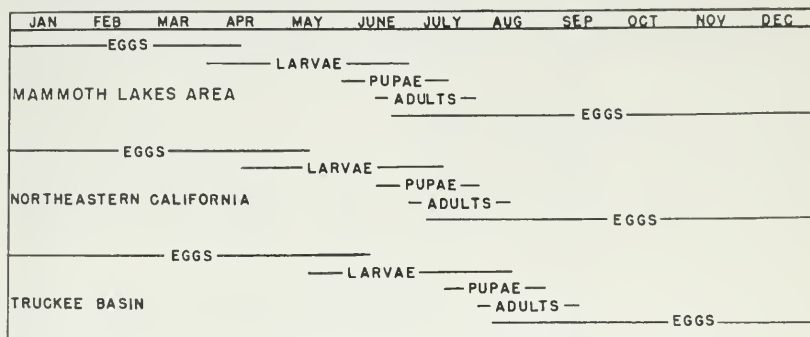 JAN FEB MAR APR MAY JUNE JULY AUG SEP OCT NOV DEC
EGGS
LARVAE
PUPAE
MAMMOTH LAKES AREA
ADULTS
EGGS
EGGS
LARVAE
PUPAE
NORTHEASTERN CALIFORNIA
ADULTS
EGGS
EGGS
LARVAE
PUPAE
TRUCKEE BASIN
ADULTS
EGGS